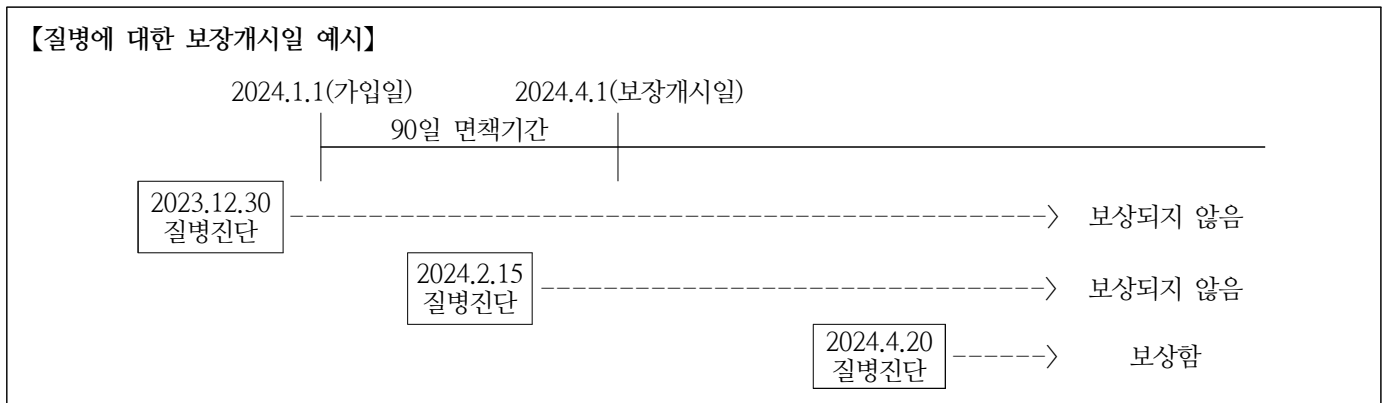 【질병에 대한 보장개시일 예시】
2024.1.1(가입일) 2024.4.1(보장개시일)
90일 면책기간
2023.12.30
질병진단
보상되지 않음
2024.2.15
질병진단
보상되지 않음
2024.4.20
질병진단
보상함